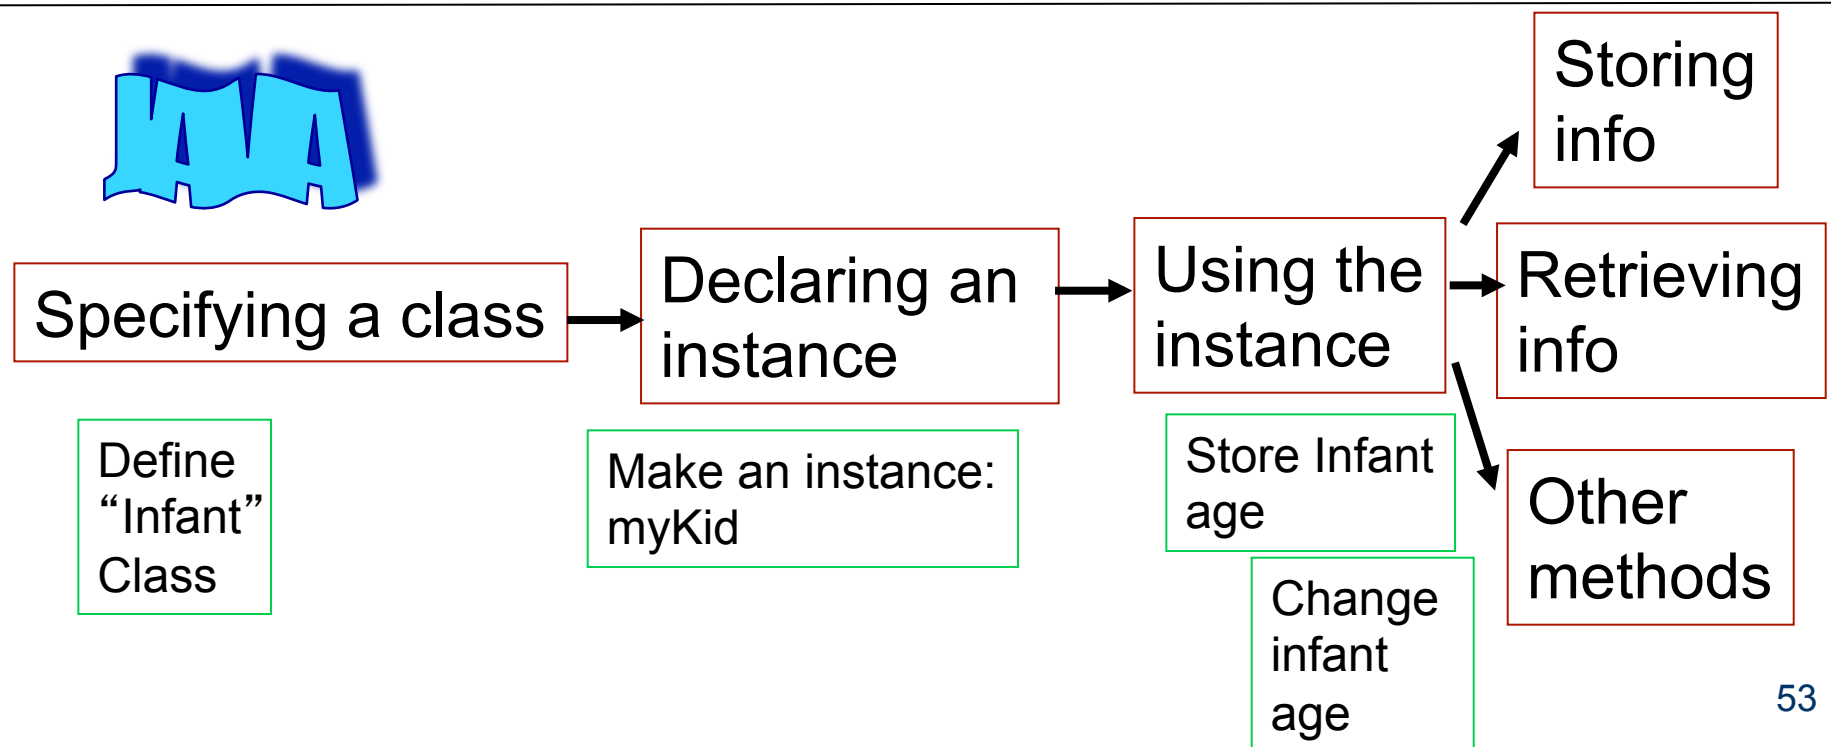 JAVA
Specifying a class
Declaring an
instance
Using the
instance
Storing
info
Retrieving
info
Other
methods
Define
“Infant”
Class
Make an instance:
myKid
Store Infant
age
Change
infant
age
53